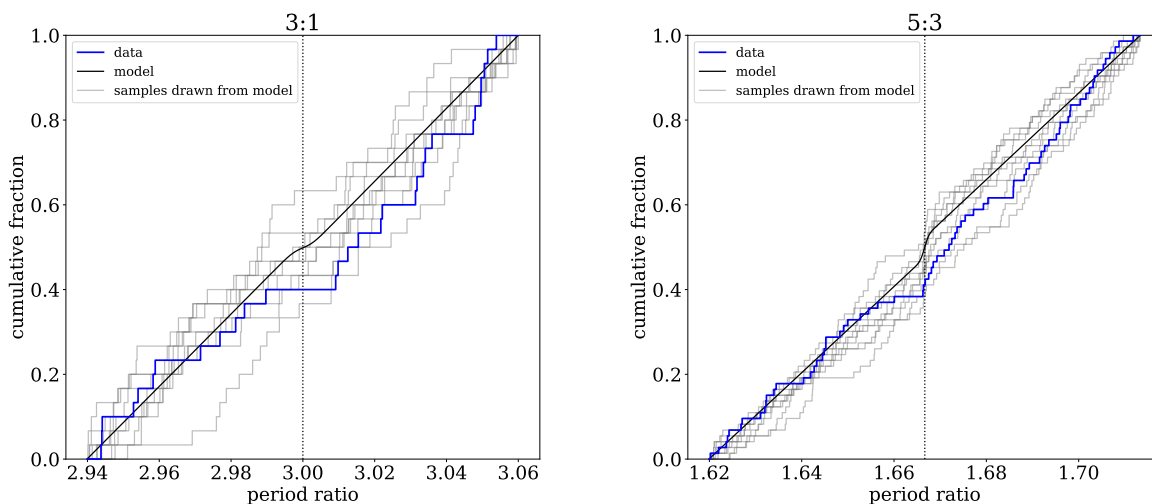 3:1
data
model
samples drawn from model
cumulative fraction
1.0
0.8
0.6
0.4
0.2
0.0
2.94 2.96 2.98 3.00 3.02 3.04 3.06
period ratio
5:3
data
model
samples drawn from model
cumulative fraction
1.0
0.8
0.6
0.4
0.2
0.0
1.62 1.64 1.66 1.68 1.70
period ratio